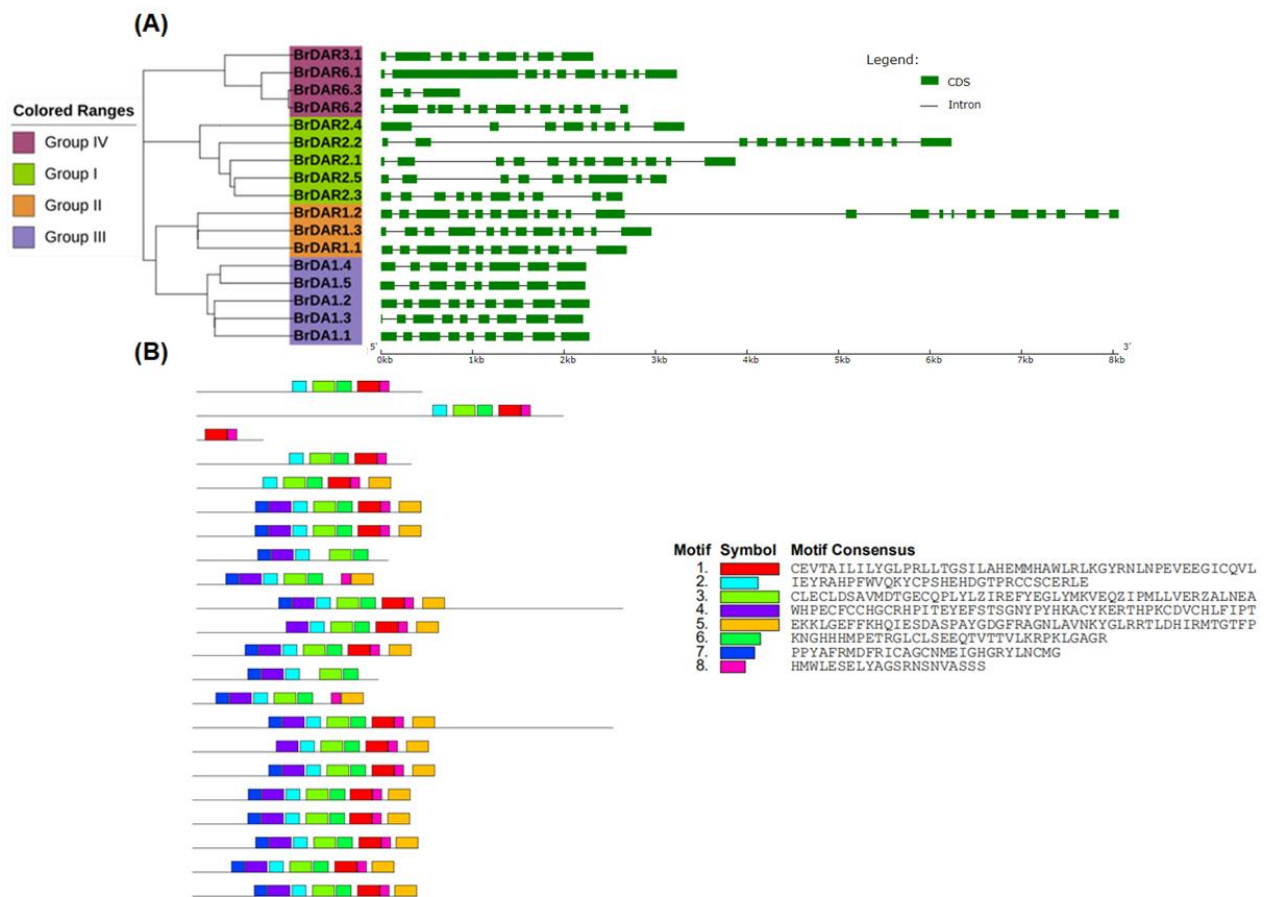 (A)
Colored Ranges
Group IV
Group I
Group II
Group III
BrDAR3.1
BrDAR6.1
BrDAR6.3
BrDAR6.2
BrDAR2.4
BrDAR2.2
BrDAR2.1
BrDAR2.5
BrDAR2.3
BrDAR1.2
BrDAR1.3
BrDAR1.1
BrDA1.4
BrDA1.5
BrDA1.2
BrDA1.3
BrDA1.1
Legend:
CDS
Intron
5' 3'
0kb 1kb 2kb 3kb 4kb 5kb 6kb 7kb 8kb
(B)
Motif Symbol Motif Consensus
1. CEVTAILILYGLPRLLTGSILAHEMMHAWLRLKGYRNLNPEVEEGICQVL
2. IEYRAHPFWVQKYCPSHEHDGTPRCCSCERLE
3. CLECLDSAVMDTGECQPLYLZIREFYEGLYMKVEQZIPMLLVERZALNEA
4. WHPECFCCHGCRHPITEYEFSTSGNYPYHKACYKERTHPKCDVCHLFIPT
5. EKKLGEFFKHQIESDASPAYGDGFRAGNLAVNKYGLRRTLDHIRMTGTFP
6. KNGHHHMPETRGLCLSEEQTVTTVLKRPKLGAGR
7. PPYAFRMDFRICAGCNMEIGHGRYLNCMG
8. HMWLESELYAGSRNSNVASSS